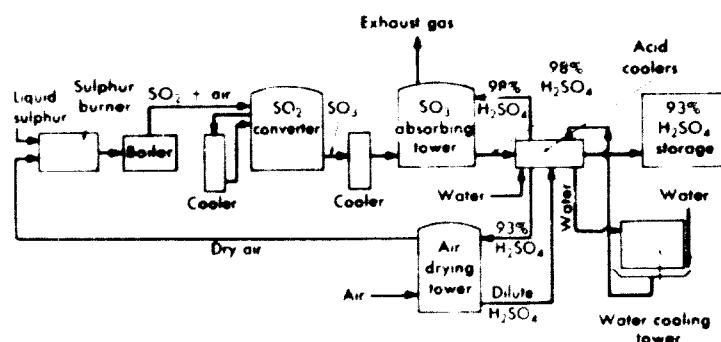 Exhaust gas
Acid
coolers
98%
H2SO4
98%
H2SO4
Sulphur
burner
Liquid
sulphur
SO2 + air
SO2
converter
SO3
SO3
absorbing
tower
93%
H2SO4
storage
Boiler
Cooler
Cooler
Water
Water
Water
Dry air
93%
H2SO4
Air
drying
tower
Air
Dilute
H2SO4
Water cooling
tower